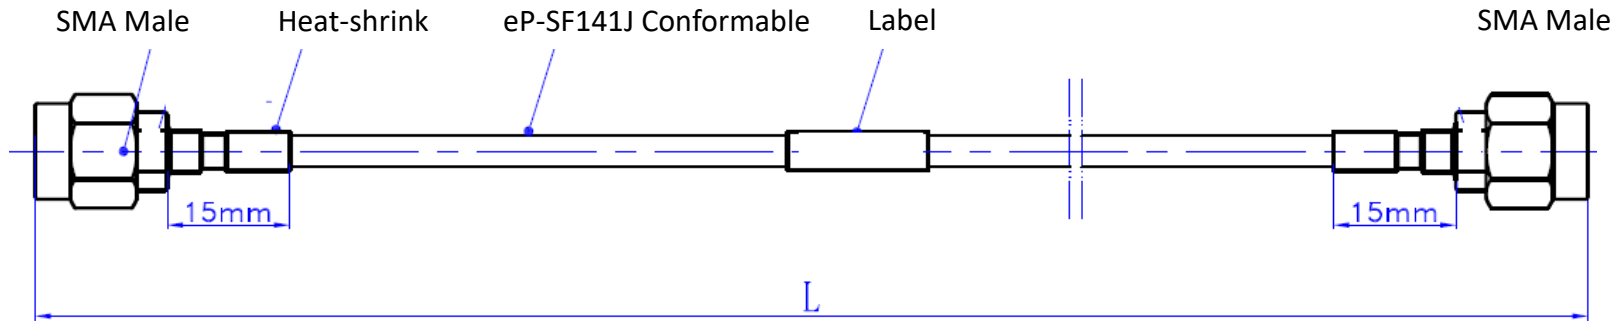 SMA Male Heat-shrink eP-SF141J Conformable Label SMA Male
15mm 15mm
L